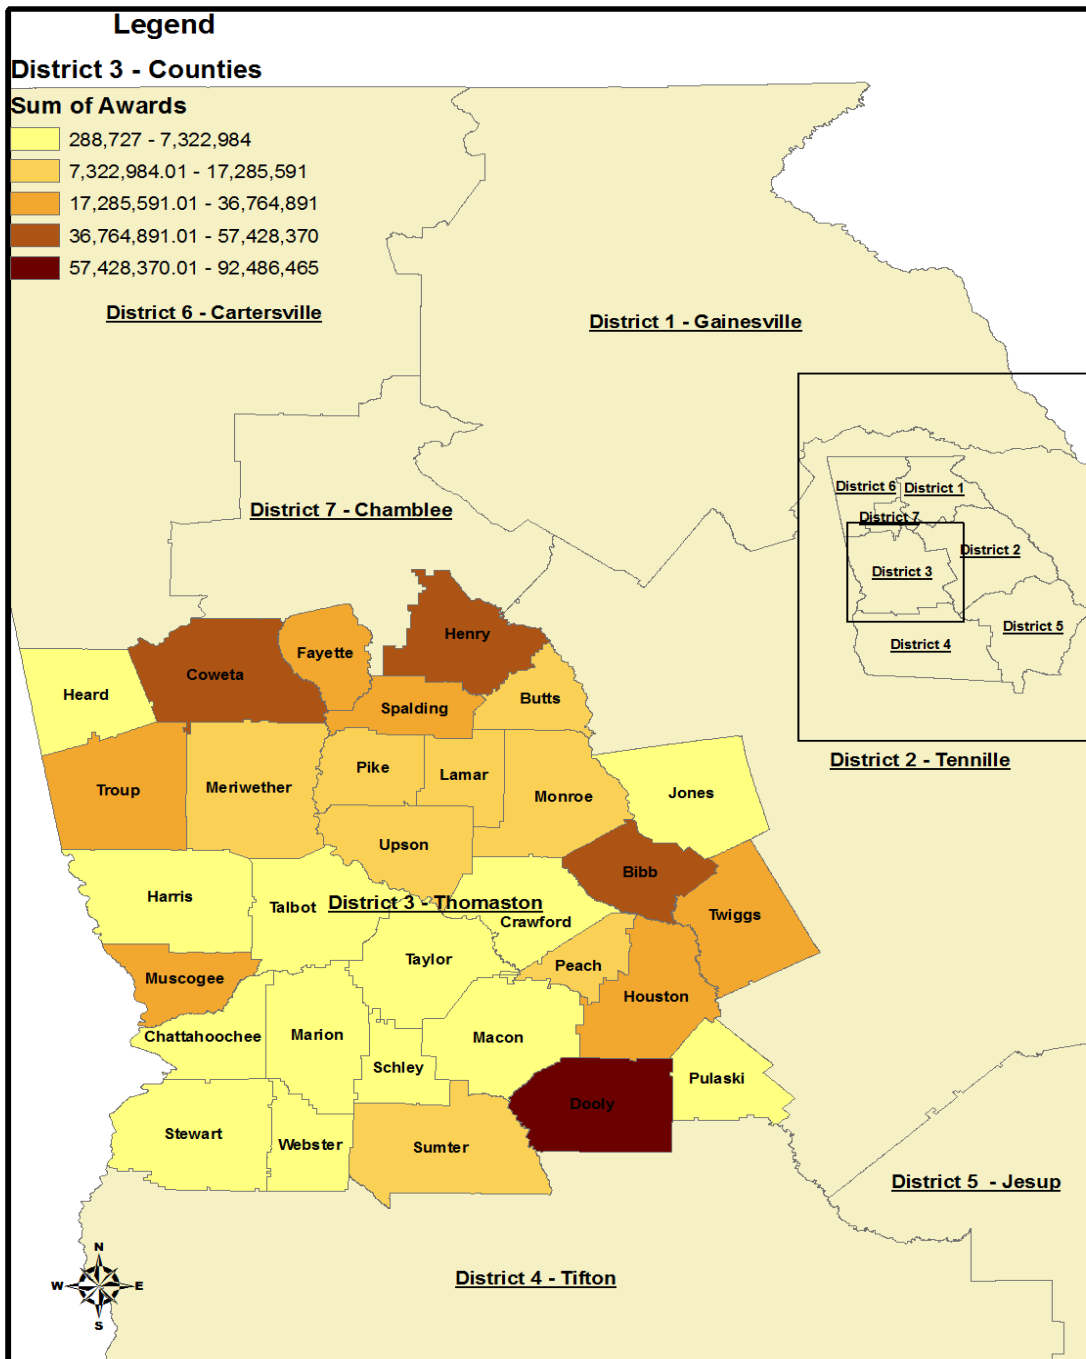 Legend
District 3 - Counties
Sum of Awards
288,727 - 7,322,984
7,322,984.01 - 17,285,591
17,285,591.01 - 36,764,891
36,764,891.01 - 57,428,370
57,428,370.01 - 92,486,465
District 6 - Cartersville
District 1 - Gainesville
District 6
District 1
District 7 - Chamblee
District 7
District 2
District 3
District 5
District 4
Henry
Fayette
Coweta
Heard
Butts
Spalding
District 2 - Tennille
Pike
Lamar
Meriwether
Troup
Monroe
Jones
Upson
Bibb
Harris
Talbot
District 3 - Thomaston
Crawford
Twiggs
Taylor
Peach
Muscogee
Houston
Chattahoochee
Marion
Macon
Schley
Pulaski
Dooly
Stewart
Webster
Sumter
District 5 - Jesup
N
W
E
S
District 4 - Tifton